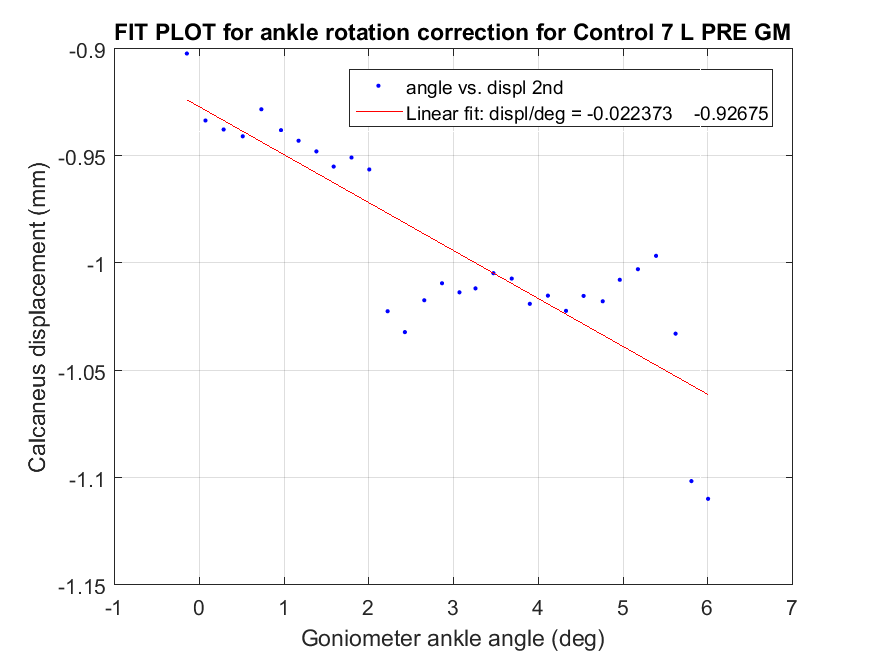 FIT PLOT for ankle rotation correction for Control 7 L PRE GM
-0.9
angle vs. displ 2nd
Linear fit: displ/deg = -0.022373 -0.92675
-0.95
-1
-1.05
-1.1
-1.15
Calcaneus displacement (mm)
-1 0 1 2 3 4 5 6 7
Goniometer ankle angle (deg)